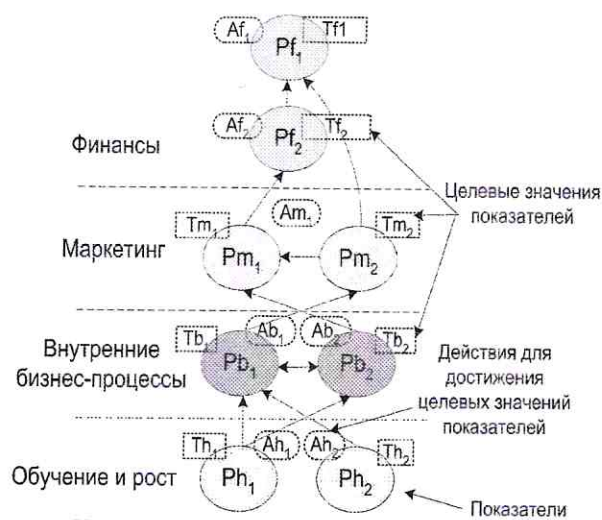 Af₁ Pf₁ Tf1
Af₂ Pf₂ Tf₂
Финансы
Целевые значения
показателей
Am₁
Tm₁ Tm₂
Маркетинг Pm₁ Pm₂
Tb₁ Ab₁ Ab₂ Tb₂
Внутренние
бизнес-процессы
Pb₁ Pb₂
Действия для
достижения
целевых значений
показателей
Th₁ Ah₁ Ah₂ Th₂
Обучение и рост Ph₁ Ph₂
Показатели